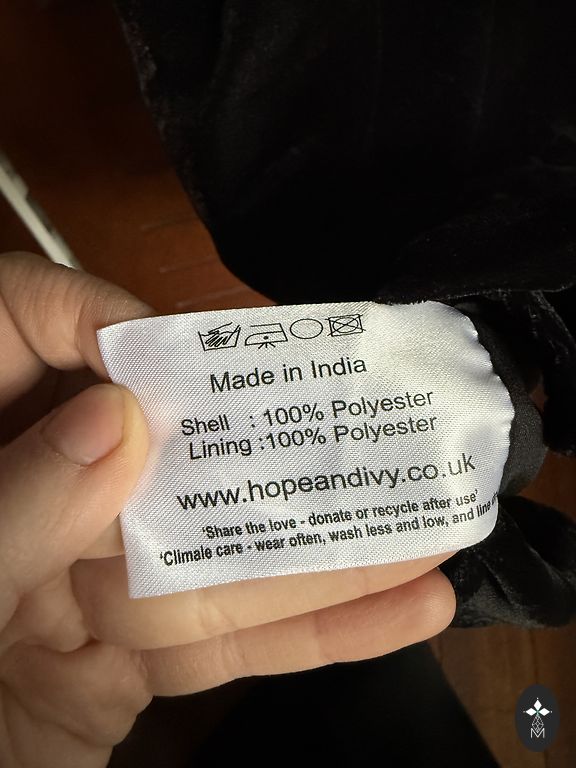 Made in India
Shell : 100% Polyester
Lining :100% Polyester
www.hopeandivy.co.uk
'Share the love - donate or recycle after use'
'Climate care - wear often, wash less and low, and line